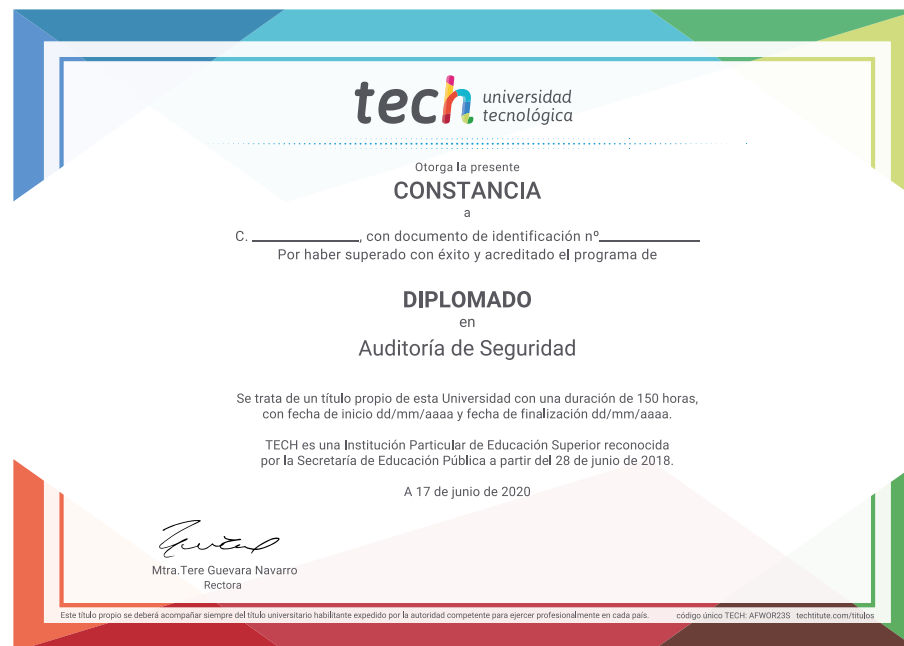 tech universidad
tecnológica
Otorga la presente
CONSTANCIA
a
C. ________________, con documento de identificación nº_______________
Por haber superado con éxito y acreditado el programa de
DIPLOMADO
en
Auditoría de Seguridad
Se trata de un título propio de esta Universidad con una duración de 150 horas,
con fecha de inicio dd/mm/aaaa y fecha de finalización dd/mm/aaaa.
TECH es una Institución Particular de Educación Superior reconocida
por la Secretaría de Educación Pública a partir del 28 de junio de 2018.
A 17 de junio de 2020
Mtra.Tere Guevara Navarro
Rectora
Este título propio se deberá acompañar siempre del título universitario habilitante expedido por la autoridad competente para ejercer profesionalmente en cada país. código único TECH: AFWOR23S techtitute.com/titulos